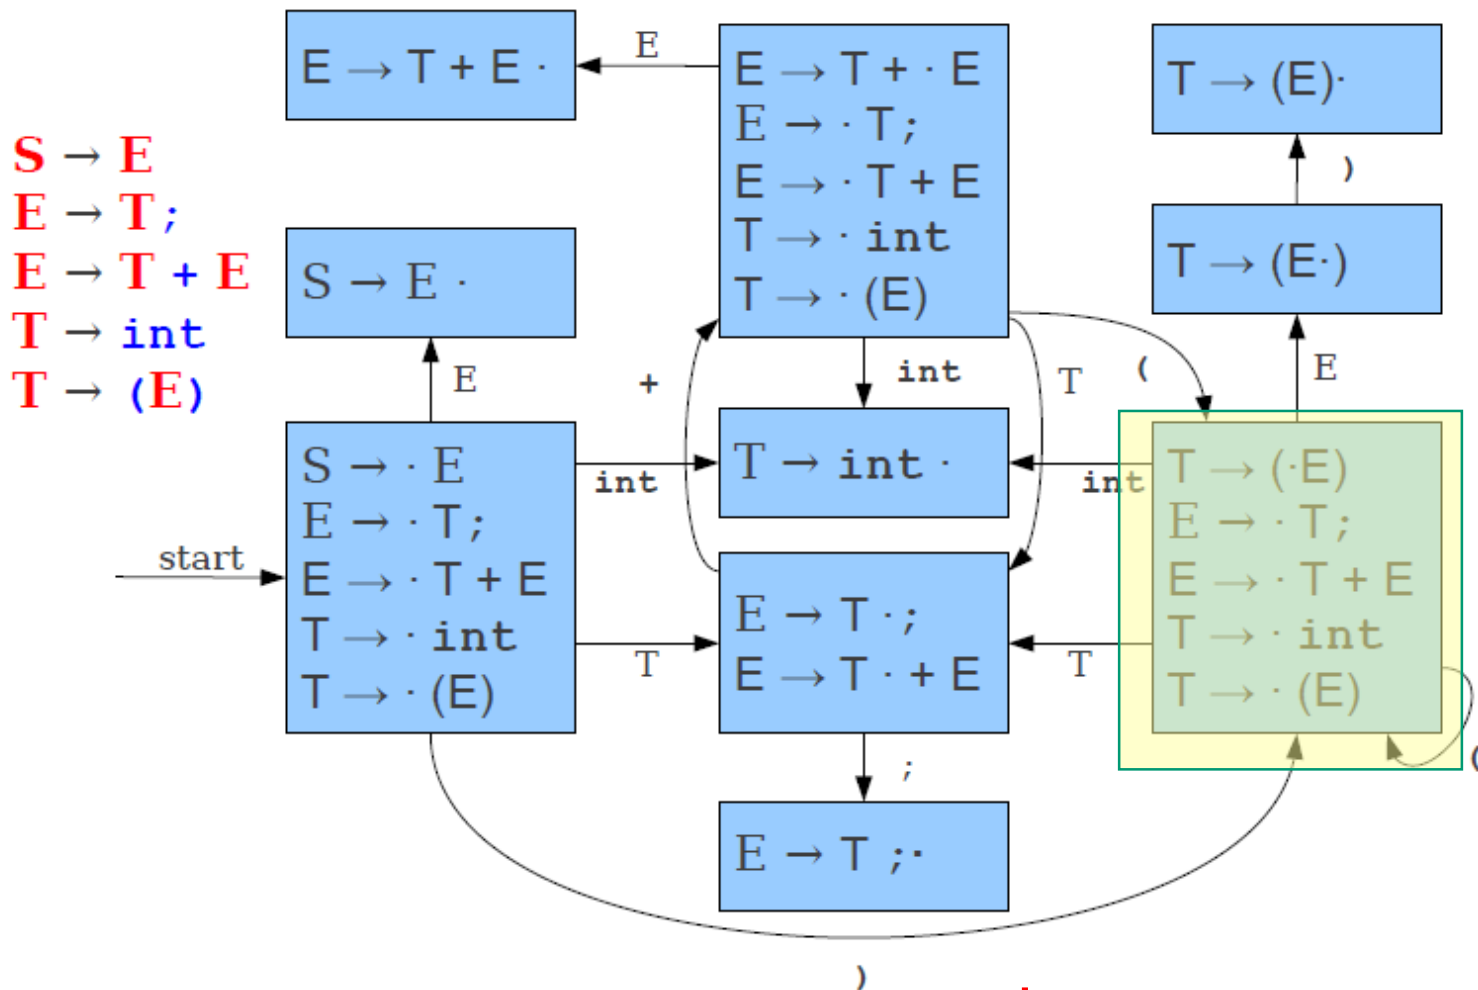 S → E
E → T ;
E → T + E
T → int
T → (E)
E → T + E ·
E
E → T + · E
E → · T ;
E → · T + E
T → · int
T → · (E)
T → (E)·
)
T → (E·)
S → E ·
E
+
int
T
(
E
start
S → · E
E → · T ;
E → · T + E
T → · int
T → · (E)
int
T → int ·
int
T → (·E)
E → · T ;
E → · T + E
T → · int
T → · (E)
T
E → T · ;
E → T · + E
T
;
(
E → T ; ·
)